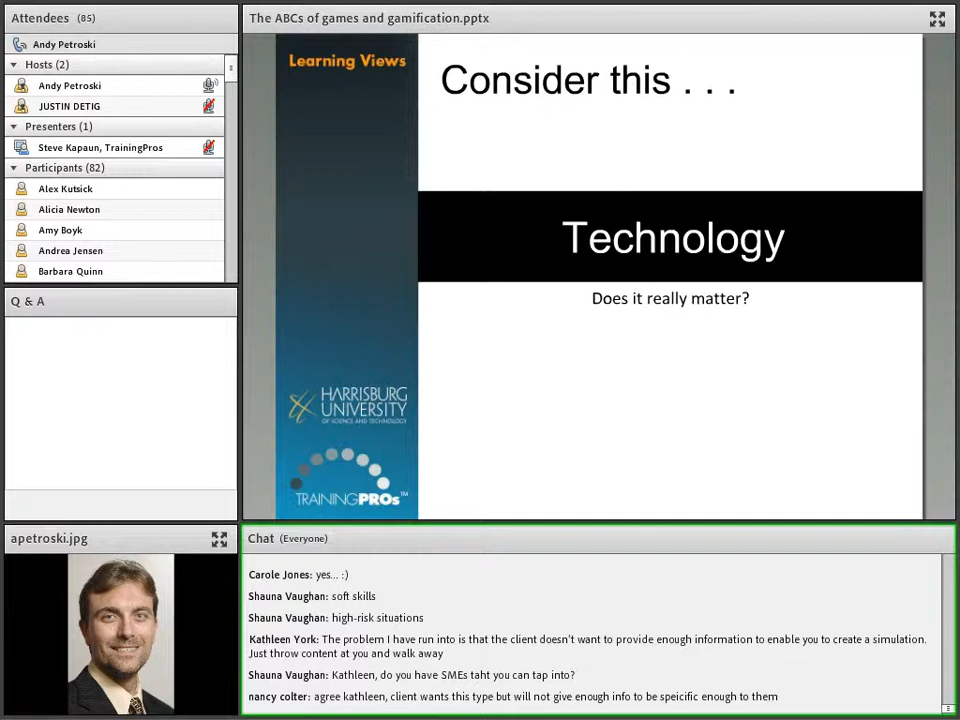 Attendees (85)
Andy Petroski
Hosts (2)
Andy Petroski
JUSTIN DETIG
Presenters (1)
Steve Kapaun, TrainingPros
Participants (82)
Alex Kutsick
Alicia Newton
Amy Boyk
Andrea Jensen
Barbara Quinn
Q & A
apetroski.jpg
The ABCs of games and gamification.pptx
Learning Views
Consider this . . .
Technology
Does it really matter?
HARRISBURG
UNIVERSITY
OF SCIENCE AND TECHNOLOGY
TRAININGPROs™
Chat (Everyone)
Carole Jones: yes... :)
Shauna Vaughan: soft skills
Shauna Vaughan: high-risk situations
Kathleen York: The problem I have run into is that the client doesn't want to provide enough information to enable you to create a simulation.
Just throw content at you and walk away
Shauna Vaughan: Kathleen, do you have SMEs taht you can tap into?
nancy colter: agree kathleen, client wants this type but will not give enough info to be speicific enough to them